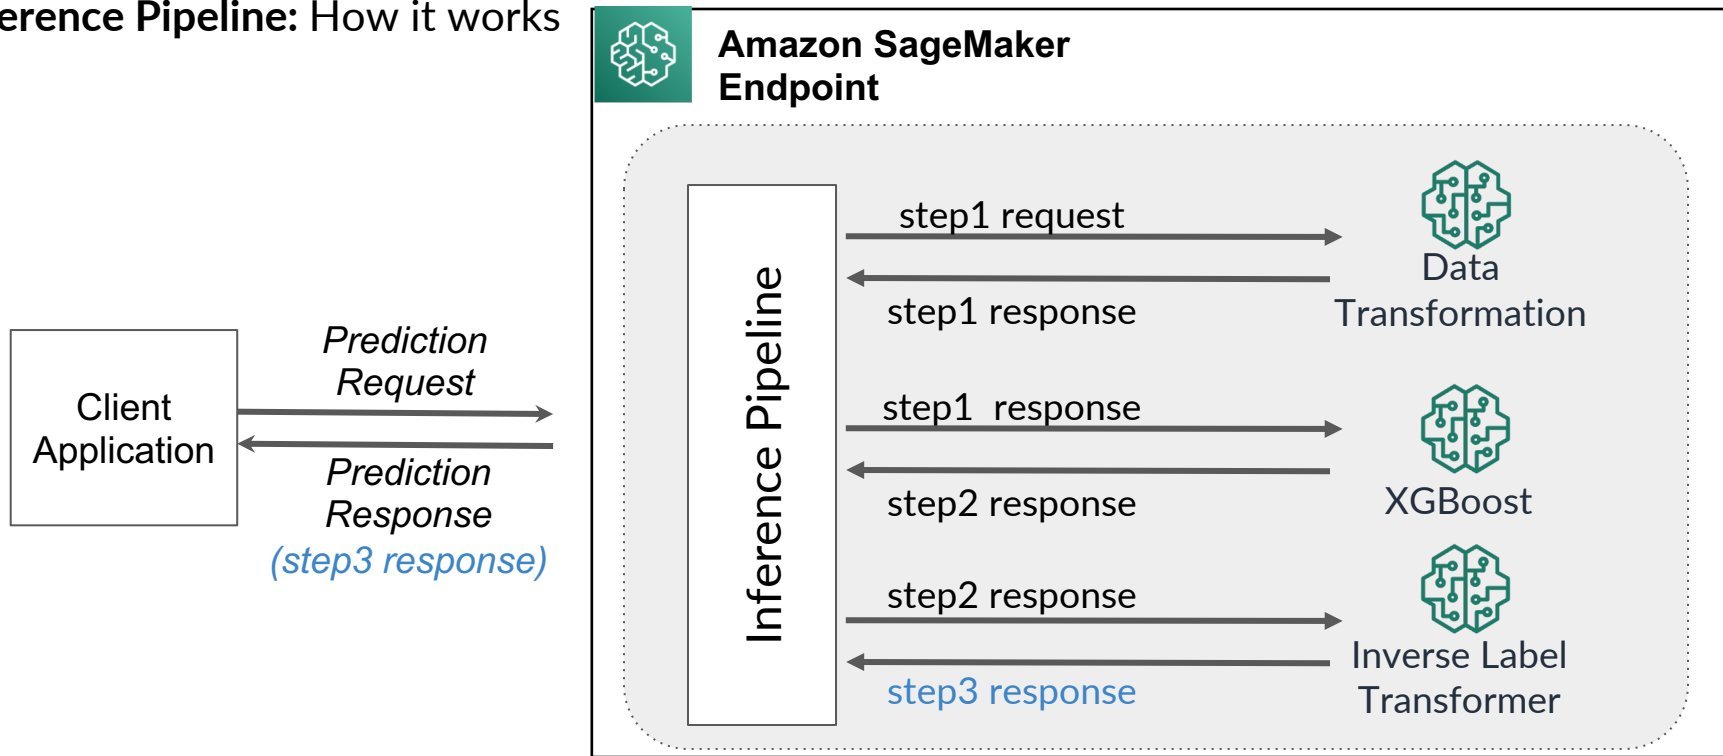 erence Pipeline: How it works
Amazon SageMaker
Endpoint
Client
Application
Prediction
Request
Prediction
Response
(step3 response)
Inference Pipeline
step1 request
step1 response
Data
Transformation
step1 response
step2 response
XGBoost
step2 response
step3 response
Inverse Label
Transformer